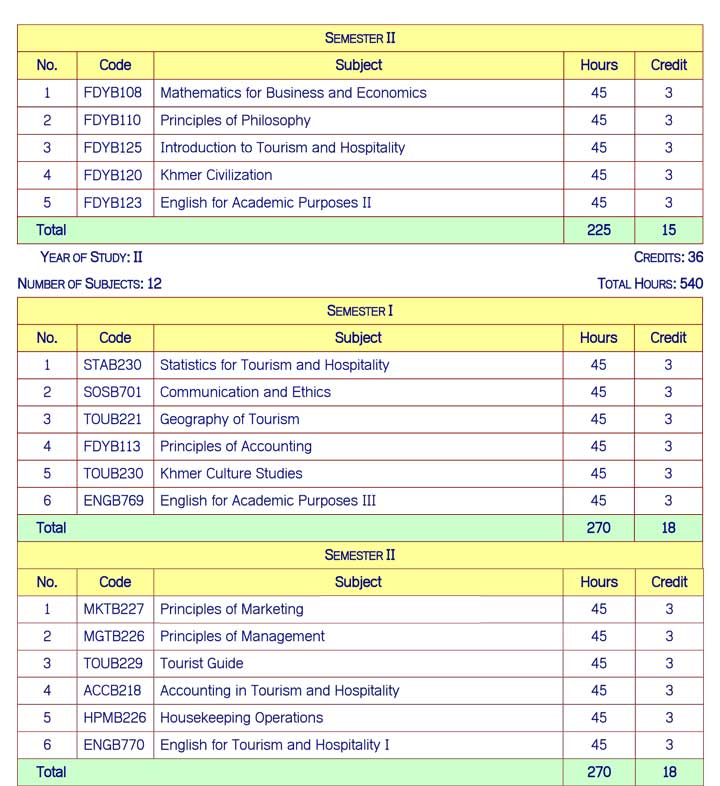 SEMESTER II
No. Code Subject Hours Credit
1 FDYB108 Mathematics for Business and Economics 45 3
2 FDYB110 Principles of Philosophy 45 3
3 FDYB125 Introduction to Tourism and Hospitality 45 3
4 FDYB120 Khmer Civilization 45 3
5 FDYB123 English for Academic Purposes II 45 3
Total 225 15
YEAR OF STUDY: II CREDITS: 36
NUMBER OF SUBJECTS: 12 TOTAL HOURS: 540
SEMESTER I
No. Code Subject Hours Credit
1 STAB230 Statistics for Tourism and Hospitality 45 3
2 SOSB701 Communication and Ethics 45 3
3 TOUB221 Geography of Tourism 45 3
4 FDYB113 Principles of Accounting 45 3
5 TOUB230 Khmer Culture Studies 45 3
6 ENGB769 English for Academic Purposes III 45 3
Total 270 18
SEMESTER II
No. Code Subject Hours Credit
1 MKTB227 Principles of Marketing 45 3
2 MGTB226 Principles of Management 45 3
3 TOUB229 Tourist Guide 45 3
4 ACCB218 Accounting in Tourism and Hospitality 45 3
5 HPMB226 Housekeeping Operations 45 3
6 ENGB770 English for Tourism and Hospitality I 45 3
Total 270 18